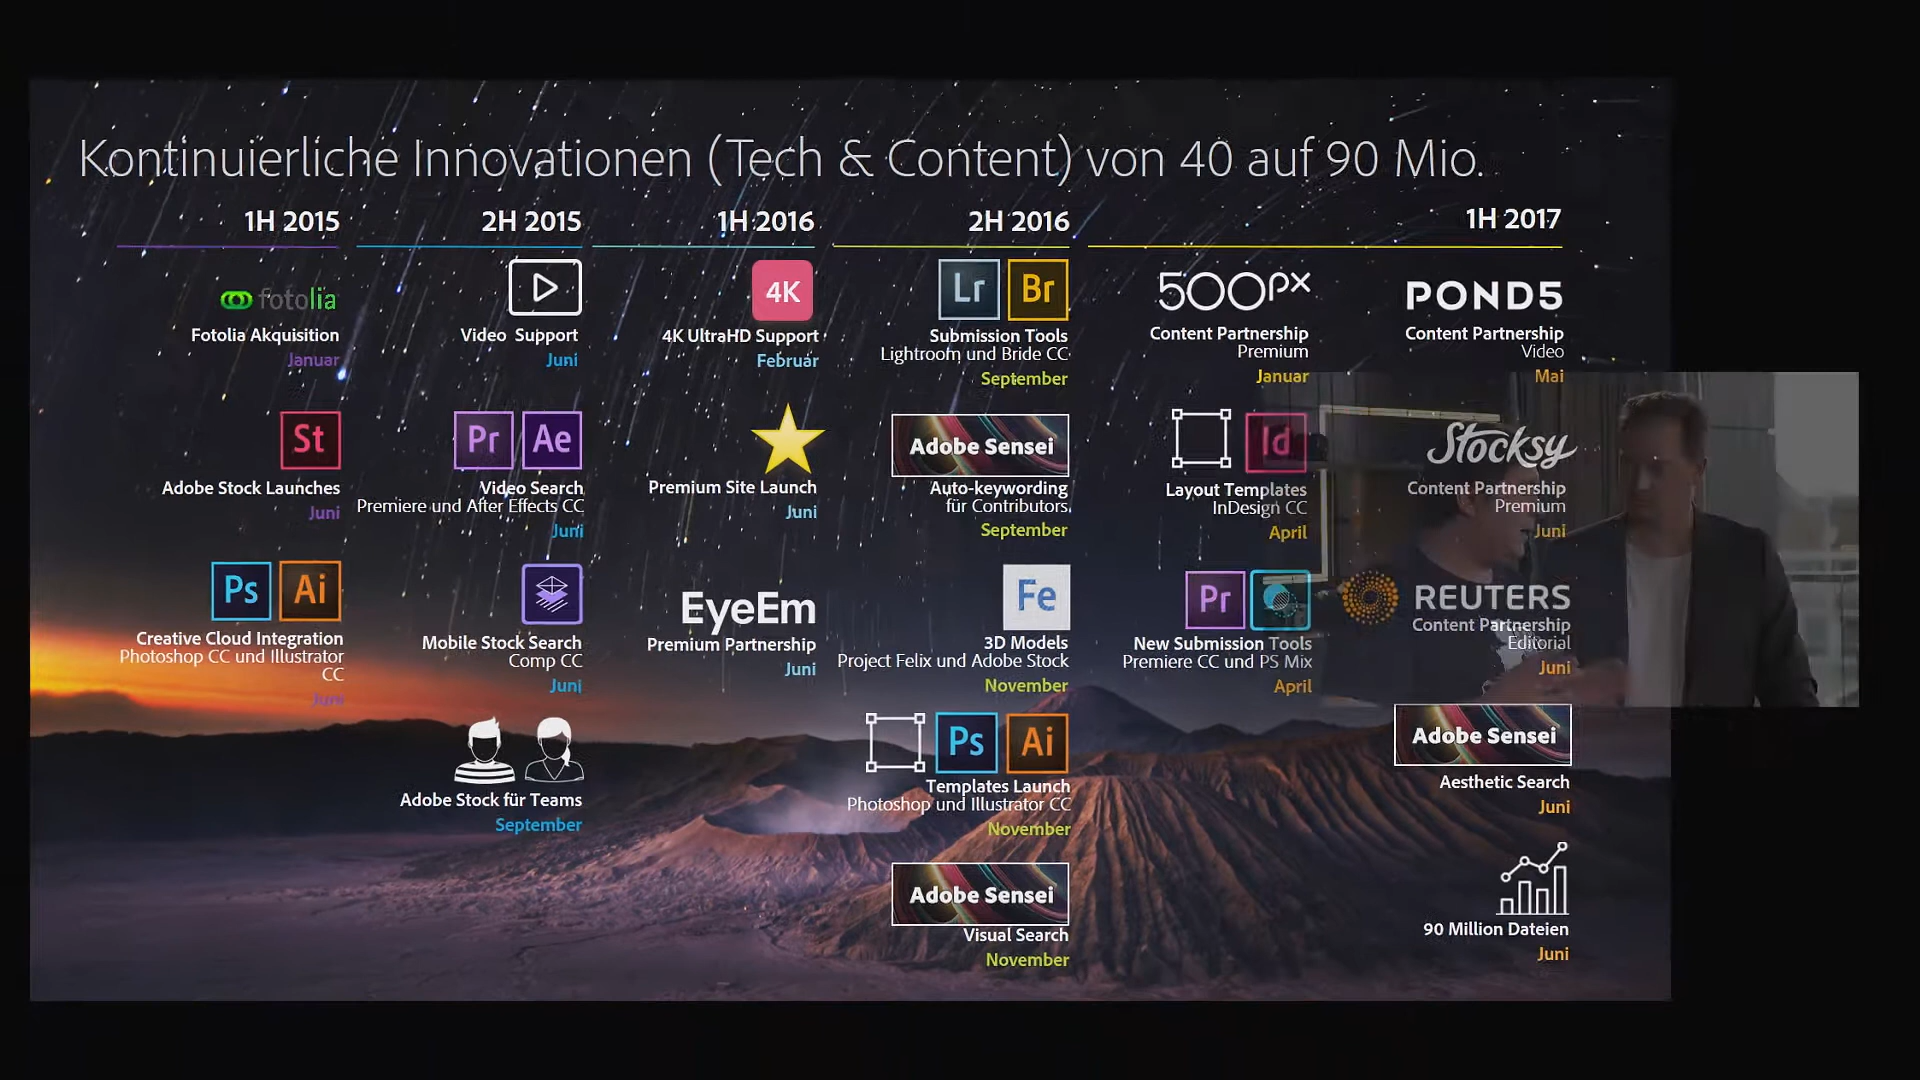 Kontinuierliche Innovationen (Tech & Content) von 40 auf 90 Mio.
1H 2015
fotolia
Fotolia Akquisition
Januar
St
Adobe Stock Launches
Juni
Ps Ai
Creative Cloud Integration
Photoshop CC und Illustrator
CC
Juni
2H 2015
Video Support
Juni
Pr Ae
Video Search
Premiere und After Effects CC
Juni
Mobile Stock Search
Comp CC
Juni
Adobe Stock für Teams
September
1H 2016
4K
4K UltraHD Support
Februar
Premium Site Launch
Juni
EyeEm
Premium Partnership
Juni
2H 2016
Lr Br
Submission Tools
Lightroom und Bride CC
September
Adobe Sensei
Auto-keywording
für Contributors
September
Fe
3D Models
Project Felix und Adobe Stock
November
Ps Ai
Templates Launch
Photoshop und Illustrator CC
November
Adobe Sensei
Visual Search
November
1H 2017
500px
Content Partnership
Premium
Januar
Id
Layout Templates
InDesign CC
April
Pr
New Submission Tools
Premiere CC und PS Mix
April
POND5
Content Partnership
Video
Mai
Stocksy
Content Partnership
Premium
Juni
REUTERS
Content Partnership
Editorial
Juni
Adobe Sensei
Aesthetic Search
Juni
90 Million Dateien
Juni